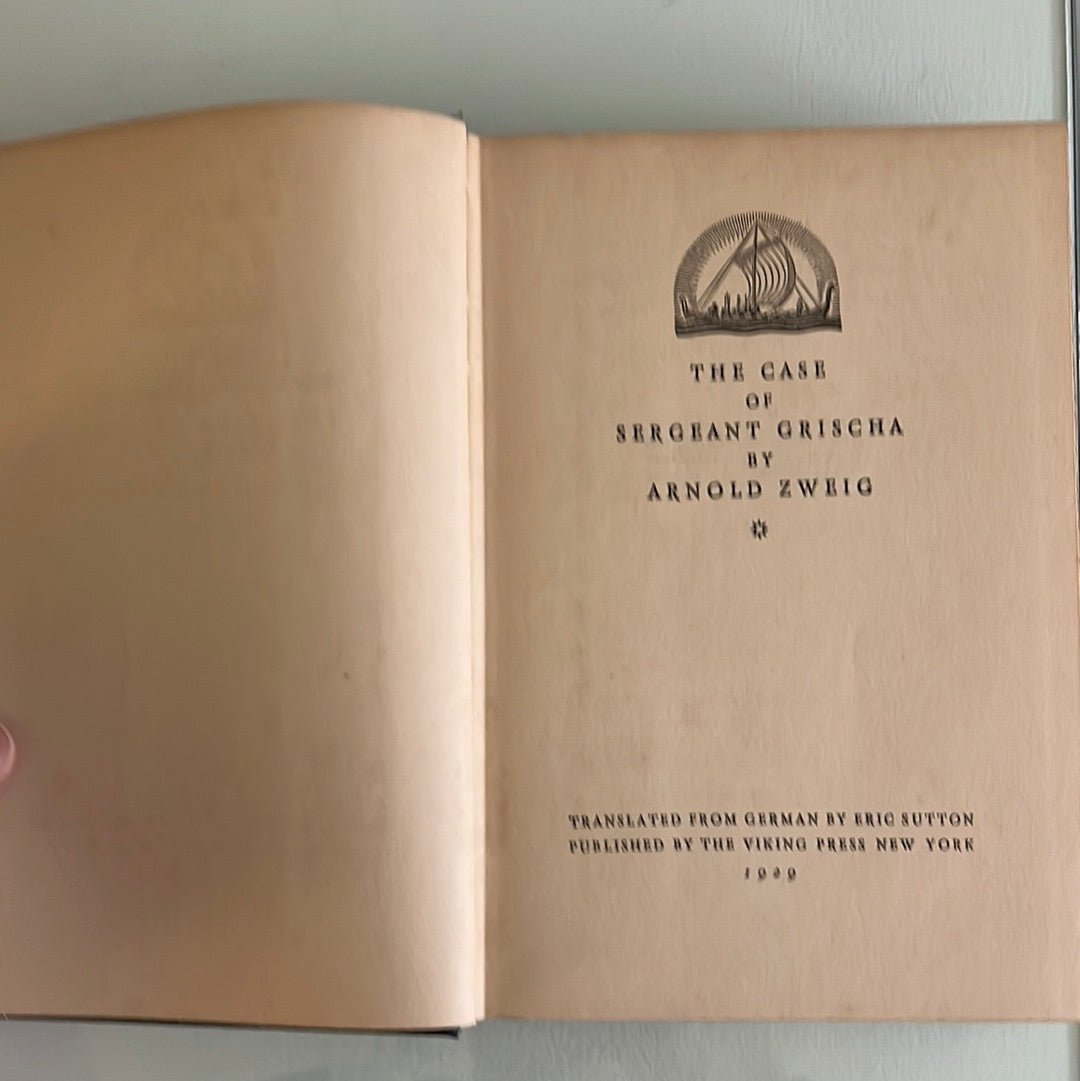 THE CASE
OF
SERGEANT GRISCHA
BY
ARNOLD ZWEIG
TRANSLATED FROM GERMAN BY ERIC SUTTON
PUBLISHED BY THE VIKING PRESS NEW YORK
1929